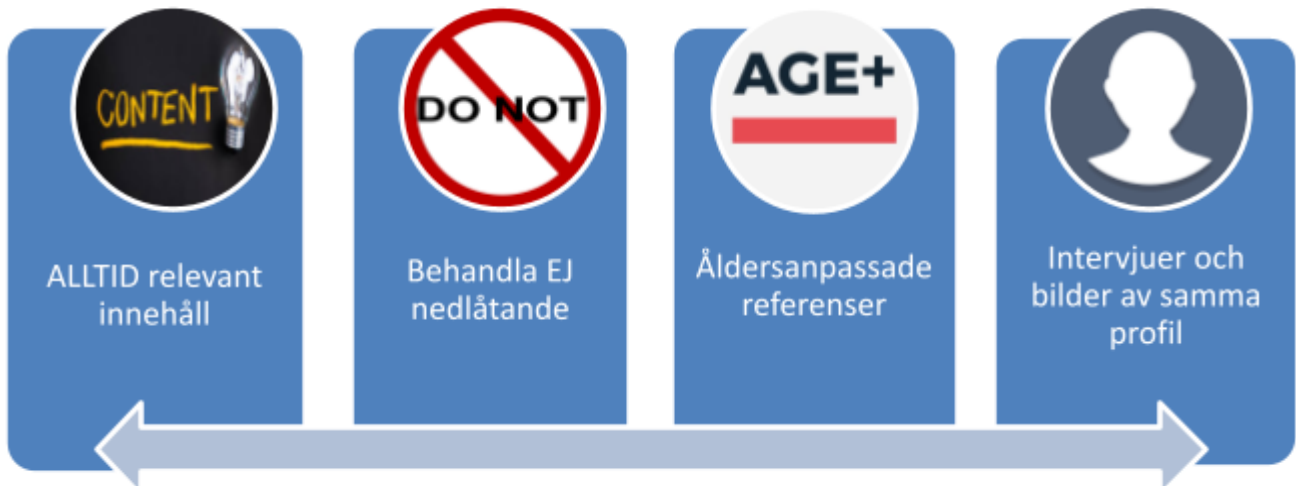 CONTENT
DO NOT
AGE+
ALLTID relevant
innehåll
Behandla EJ
nedlåtande
Åldersanpassade
referenser
Intervjuer och
bilder av samma
profil